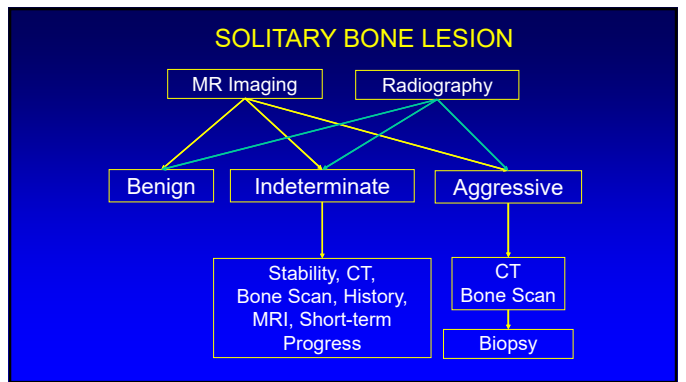 SOLITARY BONE LESION
MR Imaging
Radiography
Benign
Indeterminate
Aggressive
Stability, CT,
Bone Scan, History,
MRI, Short-term
Progress
CT
Bone Scan
Biopsy